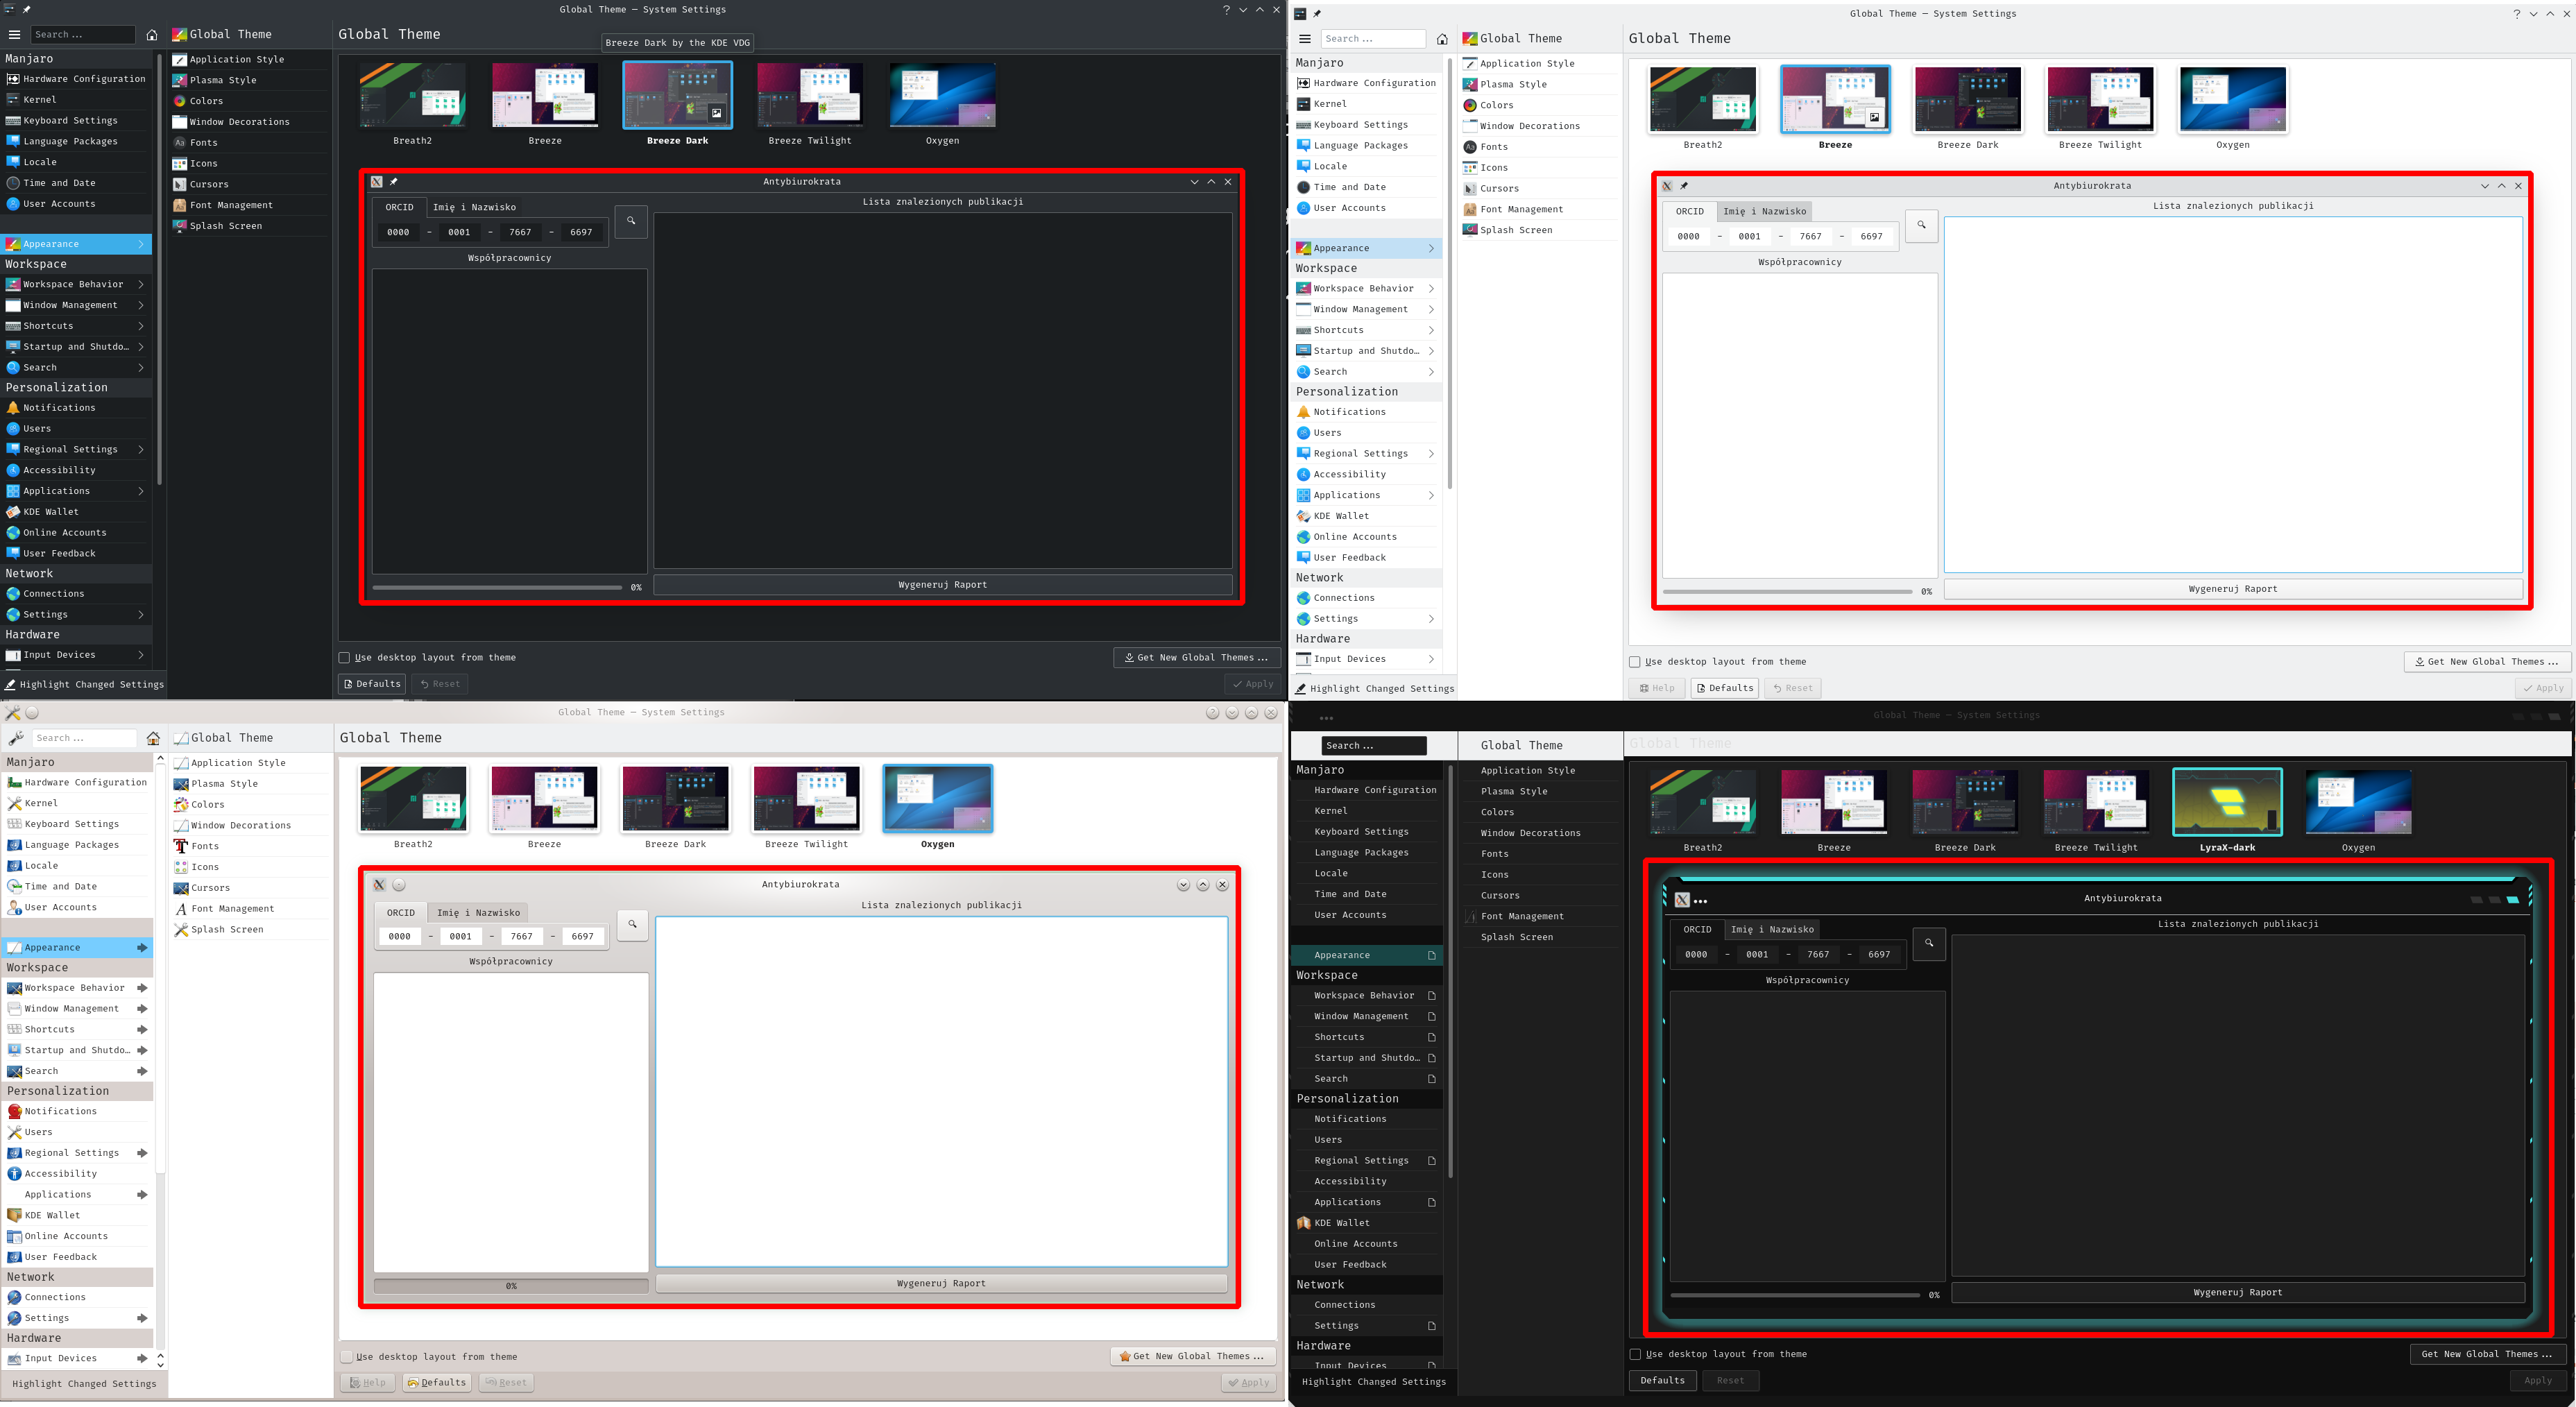 Global Theme — System Settings
Search...
Global Theme
Global Theme
Breeze Dark by the KDE VDG
Manjaro
Hardware Configuration
Kernel
Keyboard Settings
Language Packages
Locale
Time and Date
User Accounts
Appearance
Workspace
Workspace Behavior
Window Management
Shortcuts
Startup and Shutdo…
Search
Personalization
Notifications
Users
Regional Settings
Accessibility
Applications
KDE Wallet
Online Accounts
User Feedback
Network
Connections
Settings
Hardware
Input Devices
Highlight Changed Settings
Application Style
Plasma Style
Colors
Window Decorations
Fonts
Icons
Cursors
Font Management
Splash Screen
Breath2
Breeze
Breeze Dark
Breeze Twilight
Oxygen
Antybiurokrata
ORCID
Imię i Nazwisko
0000 - 0001 - 7667 - 6697
Współpracownicy
Lista znalezionych publikacji
0%
Wygeneruj Raport
Use desktop layout from theme
Get New Global Themes...
Defaults
Reset
Apply
Global Theme — System Settings
Search...
Global Theme
Global Theme
Manjaro
Hardware Configuration
Kernel
Keyboard Settings
Language Packages
Locale
Time and Date
User Accounts
Appearance
Workspace
Workspace Behavior
Window Management
Shortcuts
Startup and Shutdo…
Search
Personalization
Notifications
Users
Regional Settings
Accessibility
Applications
KDE Wallet
Online Accounts
User Feedback
Network
Connections
Settings
Hardware
Input Devices
Highlight Changed Settings
Application Style
Plasma Style
Colors
Window Decorations
Fonts
Icons
Cursors
Font Management
Splash Screen
Breath2
Breeze
Breeze Dark
Breeze Twilight
Oxygen
Antybiurokrata
ORCID
Imię i Nazwisko
0000 - 0001 - 7667 - 6697
Współpracownicy
Lista znalezionych publikacji
0%
Wygeneruj Raport
Use desktop layout from theme
Get New Global Themes...
Help
Defaults
Reset
Apply
Global Theme — System Settings
Search...
Global Theme
Global Theme
Manjaro
Hardware Configuration
Kernel
Keyboard Settings
Language Packages
Locale
Time and Date
User Accounts
Appearance
Workspace
Workspace Behavior
Window Management
Shortcuts
Startup and Shutdo…
Search
Personalization
Notifications
Users
Regional Settings
Accessibility
Applications
KDE Wallet
Online Accounts
User Feedback
Network
Connections
Settings
Hardware
Input Devices
Highlight Changed Settings
Application Style
Plasma Style
Colors
Window Decorations
Fonts
Icons
Cursors
Font Management
Splash Screen
Breath2
Breeze
Breeze Dark
Breeze Twilight
Oxygen
Antybiurokrata
ORCID
Imię i Nazwisko
0000 - 0001 - 7667 - 6697
Współpracownicy
Lista znalezionych publikacji
0%
Wygeneruj Raport
Use desktop layout from theme
Get New Global Themes...
Help
Defaults
Reset
Apply
Global Theme — System Settings
Search...
Global Theme
Global Theme
Manjaro
Hardware Configuration
Kernel
Keyboard Settings
Language Packages
Locale
Time and Date
User Accounts
Appearance
Workspace
Workspace Behavior
Window Management
Shortcuts
Startup and Shutdo…
Search
Personalization
Notifications
Users
Regional Settings
Accessibility
Applications
KDE Wallet
Online Accounts
User Feedback
Network
Connections
Settings
Hardware
Input Devices
Highlight Changed Settings
Application Style
Plasma Style
Colors
Window Decorations
Fonts
Icons
Cursors
Font Management
Splash Screen
Breath2
Breeze
Breeze Dark
Breeze Twilight
LyraX-dark
Oxygen
Antybiurokrata
ORCID
Imię i Nazwisko
0000 - 0001 - 7667 - 6697
Współpracownicy
Lista znalezionych publikacji
0%
Wygeneruj Raport
Use desktop layout from theme
Get New Global Themes...
Defaults
Reset
Apply